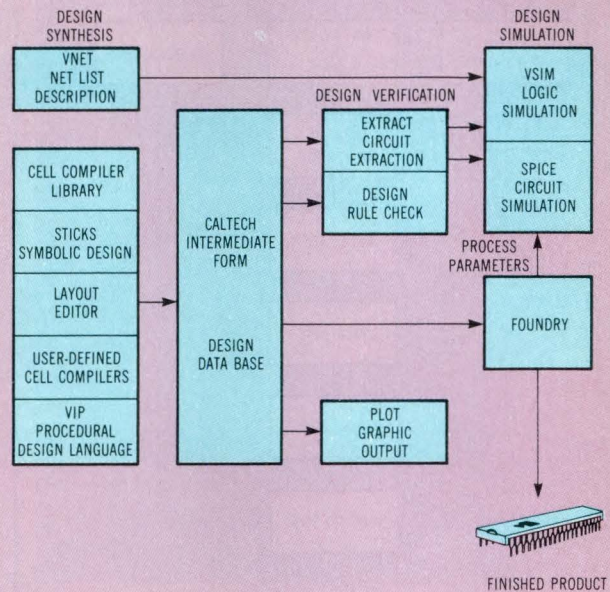 DESIGN
SYNTHESIS
VNET
NET LIST
DESCRIPTION
CELL COMPILER
LIBRARY
STICKS
SYMBOLIC DESIGN
LAYOUT
EDITOR
USER-DEFINED
CELL COMPILERS
VIP
PROCEDURAL
DESIGN LANGUAGE
CALTECH
INTERMEDIATE
FORM
DESIGN
DATA BASE
DESIGN VERIFICATION
EXTRACT
CIRCUIT
EXTRACTION
DESIGN
RULE CHECK
PLOT
GRAPHIC
OUTPUT
DESIGN
SIMULATION
VSIM
LOGIC
SIMULATION
SPICE
CIRCUIT
SIMULATION
PROCESS
PARAMETERS
FOUNDRY
FINISHED PRODUCT